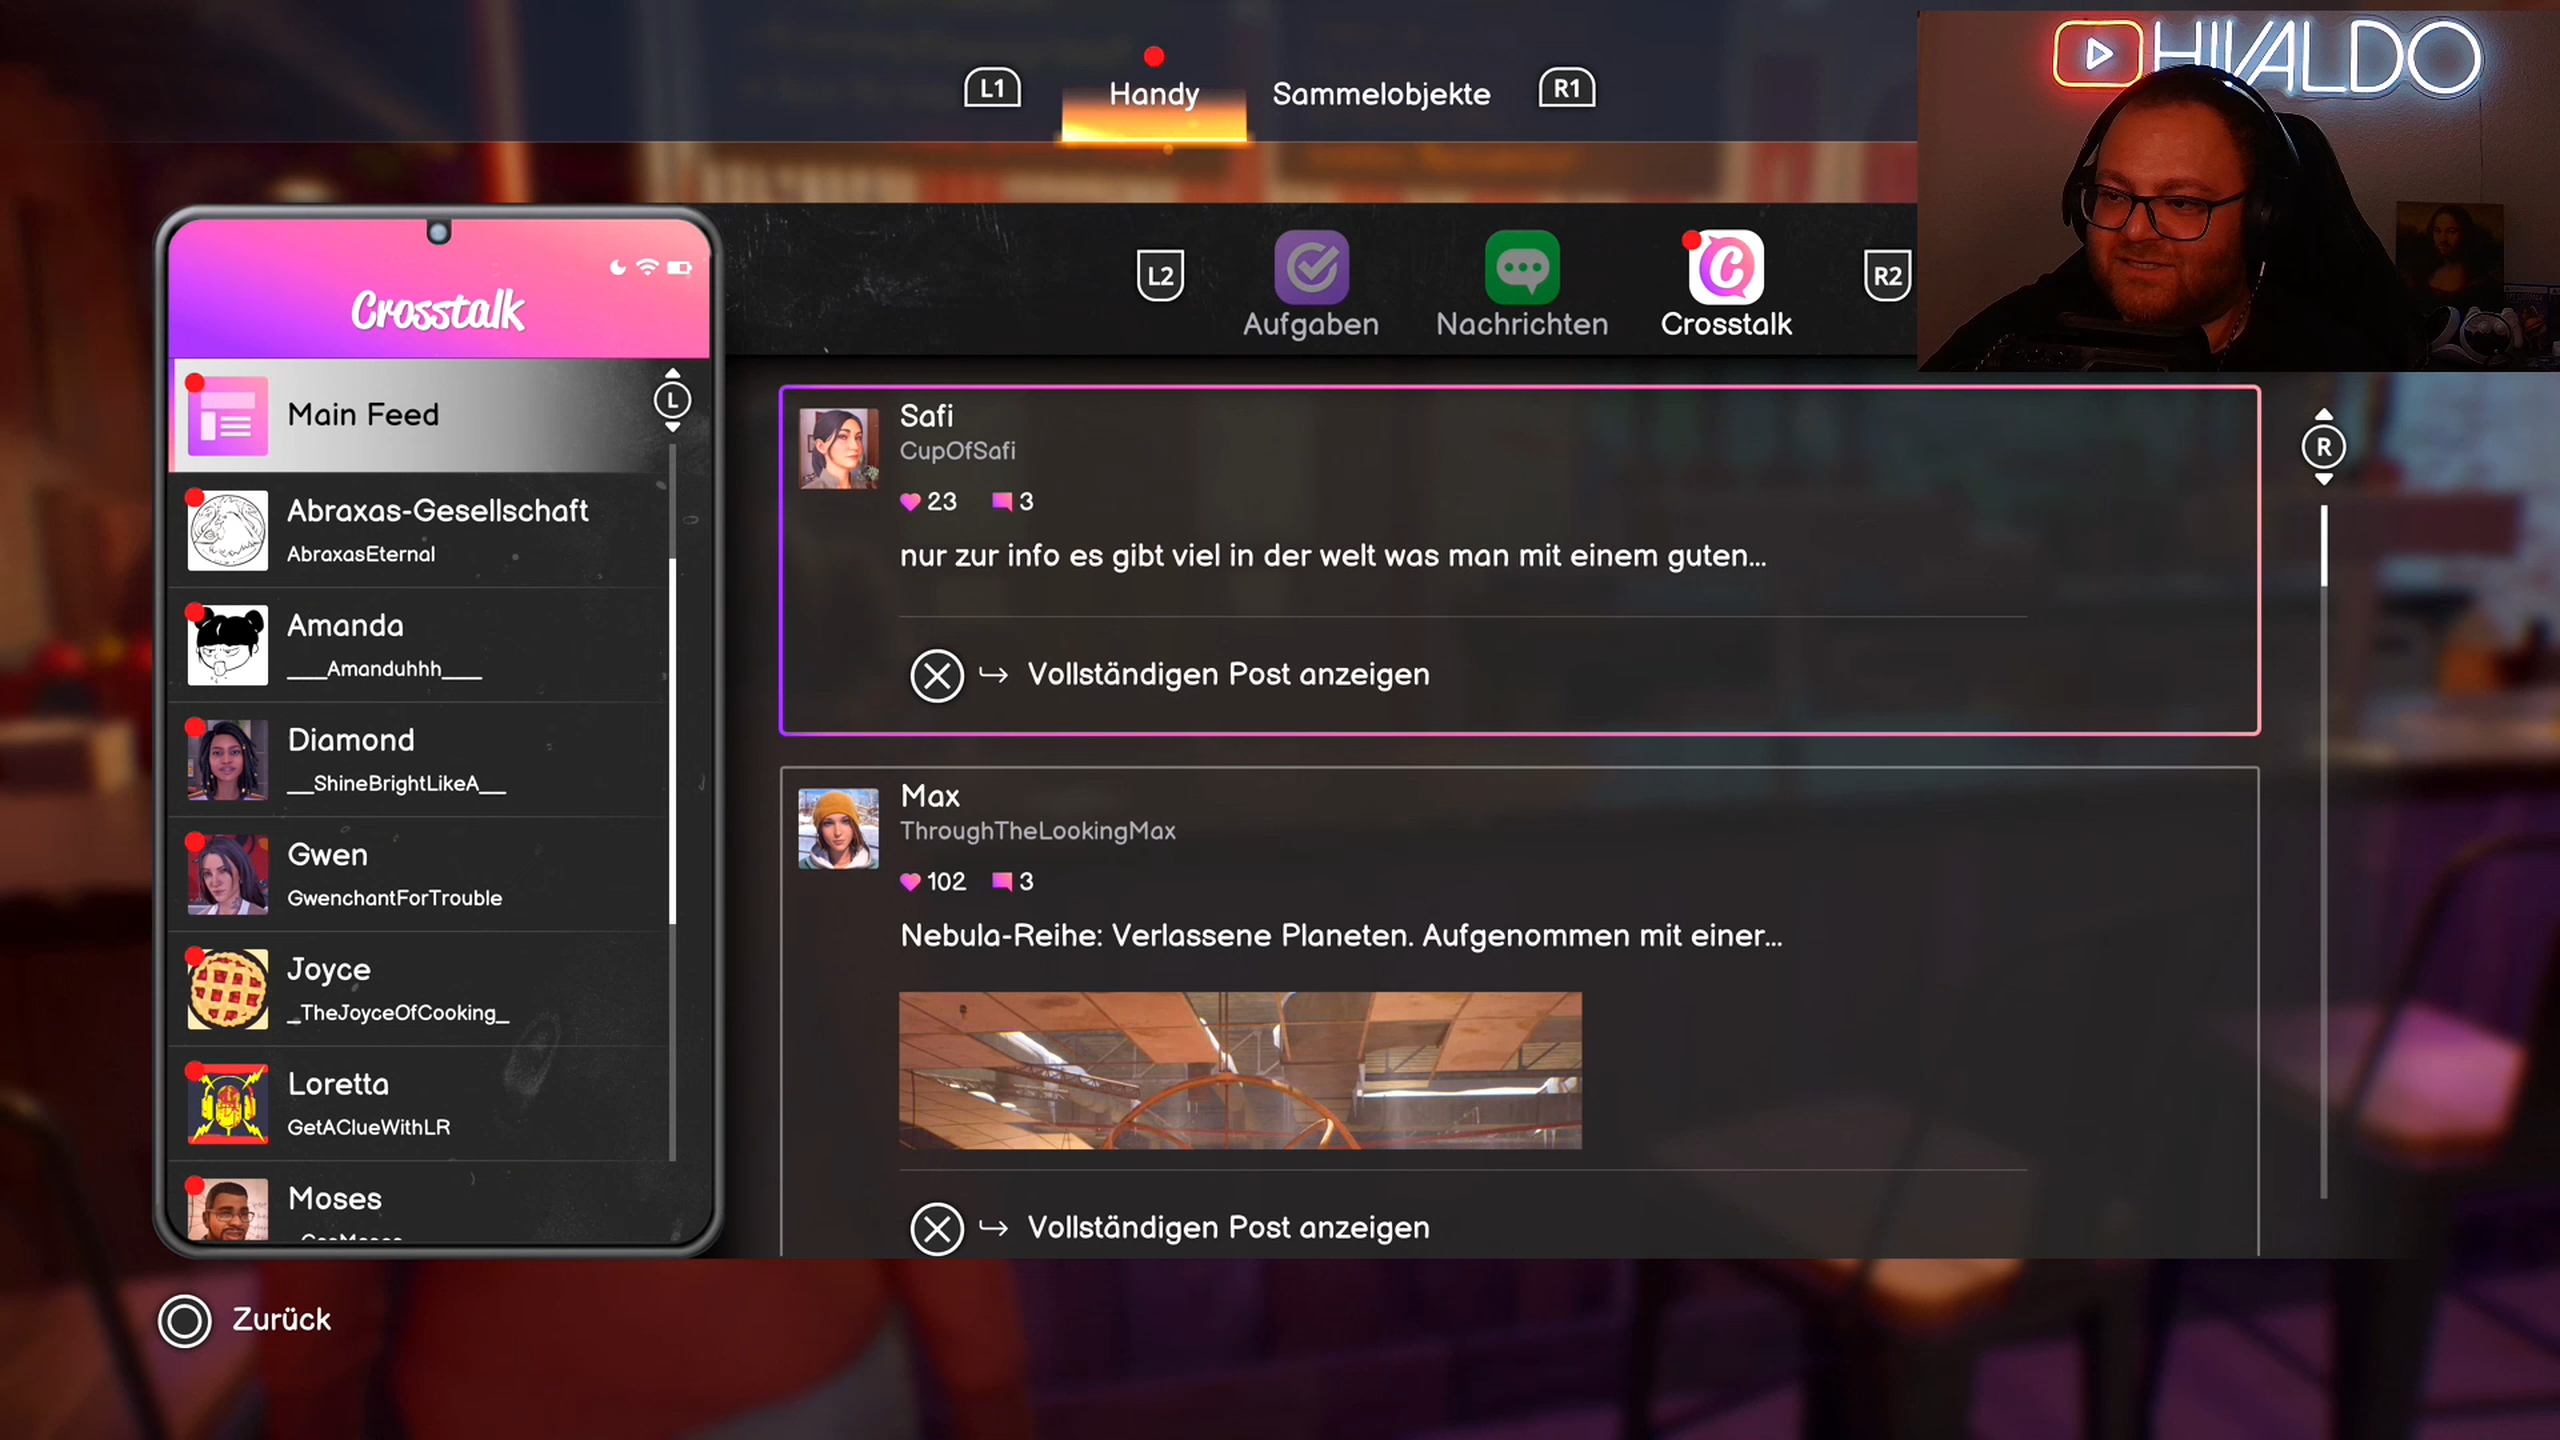 L1
Handy
Sammelobjekte
R1
HIVALDO
Crosstalk
L2
Aufgaben
Nachrichten
Crosstalk
R2
Main Feed
L
Abraxas-Gesellschaft
AbraxasEternal
Amanda
____Amanduhhh____
Diamond
__ShineBrightLikeA__
Gwen
GwenchantForTrouble
Joyce
_TheJoyceOfCooking_
Loretta
GetAClueWithLR
Moses
Safi
CupOfSafi
23 3
nur zur info es gibt viel in der welt was man mit einem guten...
Vollständigen Post anzeigen
R
Max
ThroughTheLookingMax
102 3
Nebula-Reihe: Verlassene Planeten. Aufgenommen mit einer...
Vollständigen Post anzeigen
Zurück